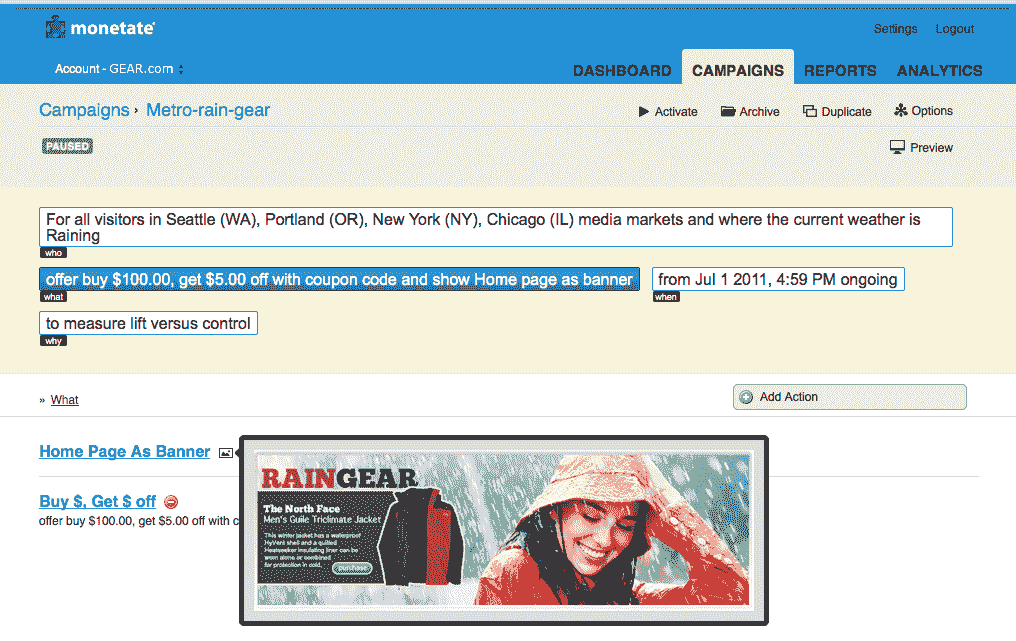 monetate
Settings Logout
Account - GEAR.com
DASHBOARD CAMPAIGNS REPORTS ANALYTICS
Campaigns › Metro-rain-gear
Activate Archive Duplicate Options
PAUSED
Preview
For all visitors in Seattle (WA), Portland (OR), New York (NY), Chicago (IL) media markets and where the current weather is
Raining
who
offer buy $100.00, get $5.00 off with coupon code and show Home page as banner
from Jul 1 2011, 4:59 PM ongoing
what
when
to measure lift versus control
why
» What
Add Action
Home Page As Banner
Buy $, Get $ off
offer buy $100.00, get $5.00 off with c
RAINGEAR
The North Face
Men's Guile Triclimate Jacket
This winter jacket has a waterproof
HyVent shell and a quilted
Heatseeker insulating liner can be
worn alone or combined
for protection in cold.
purchase